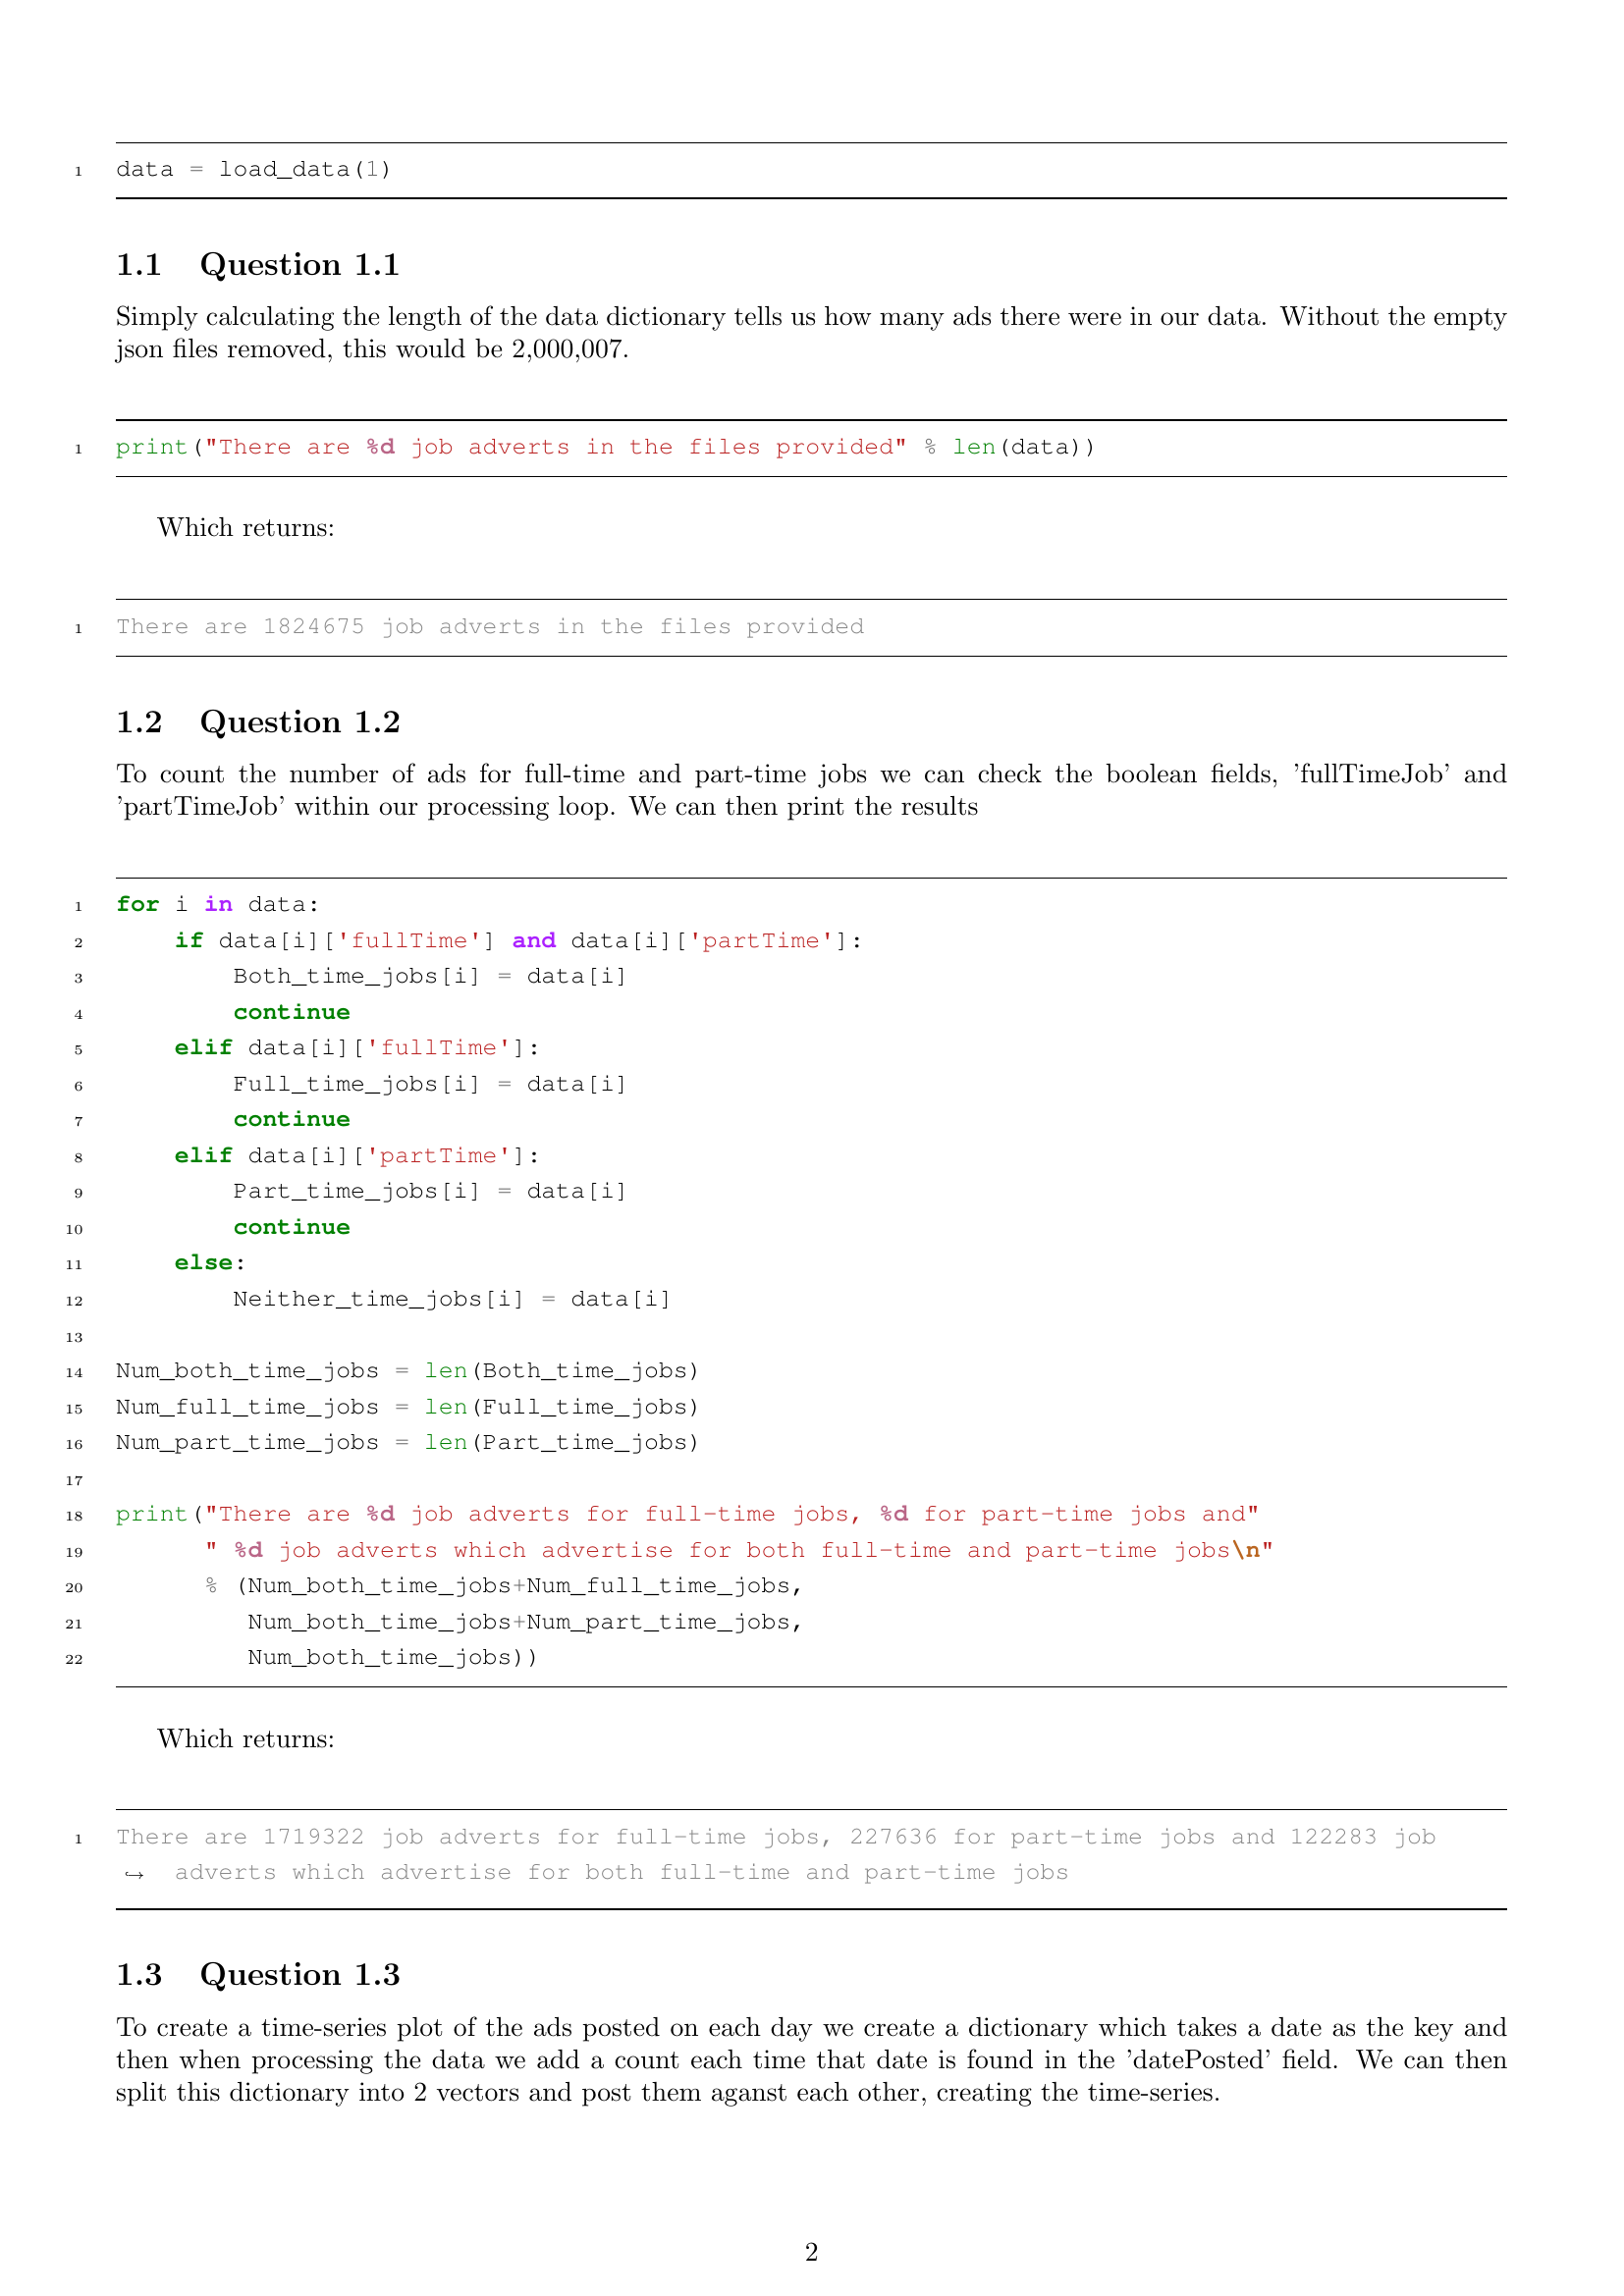 1 data = load_data(1)
1.1 Question 1.1
Simply calculating the length of the data dictionary tells us how many ads there were in our data. Without the empty
json files removed, this would be 2,000,007.
1 print("There are %d job adverts in the files provided" % len(data))
Which returns:
1 There are 1824675 job adverts in the files provided
1.2 Question 1.2
To count the number of ads for full-time and part-time jobs we can check the boolean fields, ’fullTimeJob’ and
’partTimeJob’ within our processing loop. We can then print the results
1 for i in data:
2     if data[i]['fullTime'] and data[i]['partTime']:
3         Both_time_jobs[i] = data[i]
4         continue
5     elif data[i]['fullTime']:
6         Full_time_jobs[i] = data[i]
7         continue
8     elif data[i]['partTime']:
9         Part_time_jobs[i] = data[i]
10         continue
11     else:
12         Neither_time_jobs[i] = data[i]
13
14 Num_both_time_jobs = len(Both_time_jobs)
15 Num_full_time_jobs = len(Full_time_jobs)
16 Num_part_time_jobs = len(Part_time_jobs)
17
18 print("There are %d job adverts for full-time jobs, %d for part-time jobs and"
19       " %d job adverts which advertise for both full-time and part-time jobs\n"
20       % (Num_both_time_jobs+Num_full_time_jobs,
21          Num_both_time_jobs+Num_part_time_jobs,
22          Num_both_time_jobs))
Which returns:
1 There are 1719322 job adverts for full-time jobs, 227636 for part-time jobs and 122283 job
↪ adverts which advertise for both full-time and part-time jobs
1.3 Question 1.3
To create a time-series plot of the ads posted on each day we create a dictionary which takes a date as the key and
then when processing the data we add a count each time that date is found in the ’datePosted’ field. We can then
split this dictionary into 2 vectors and post them aganst each other, creating the time-series.
2